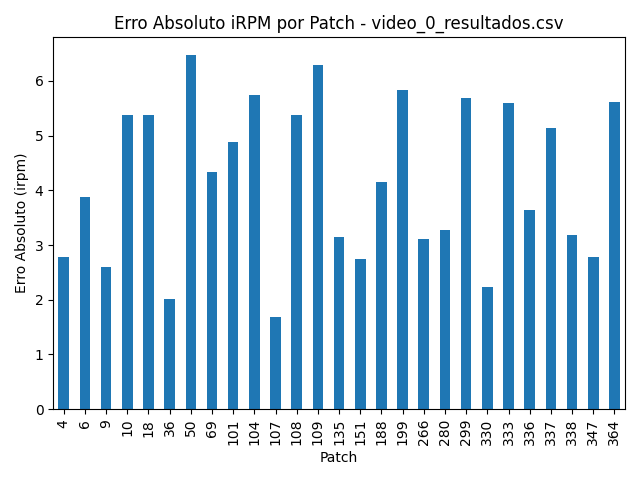 Erro Absoluto iRPM por Patch - video_0_resultados.csv
Erro Absoluto (irpm)
6
5
4
3
2
1
0
4 6 9 10 18 36 50 69 101 104 107 108 109 135 151 188 199 266 280 299 330 333 336 337 338 347 364
Patch